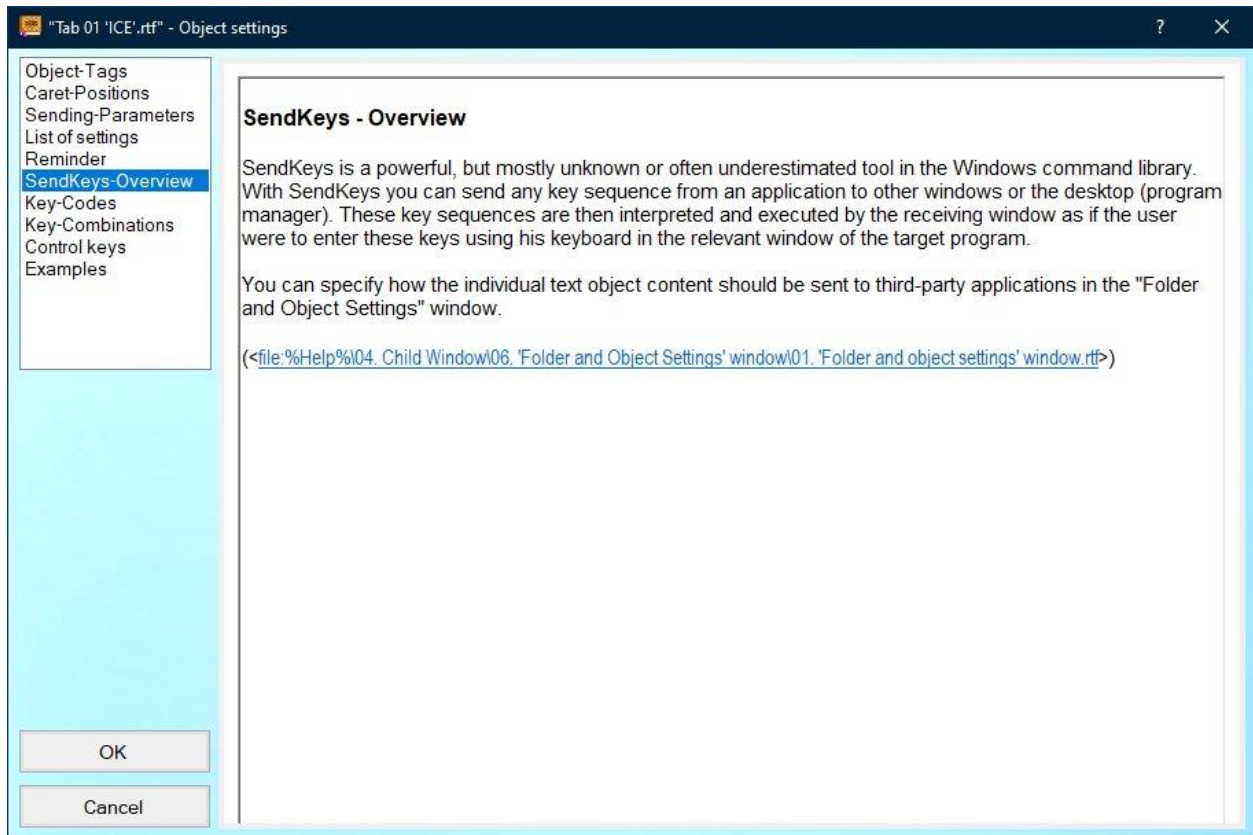 "Tab 01 'ICE'.rtf" - Object settings
?
Object-Tags
Caret-Positions
Sending-Parameters
List of settings
Reminder
SendKeys-Overview
Key-Codes
Key-Combinations
Control keys
Examples
OK
Cancel
SendKeys - Overview
SendKeys is a powerful, but mostly unknown or often underestimated tool in the Windows command library.
With SendKeys you can send any key sequence from an application to other windows or the desktop (program
manager). These key sequences are then interpreted and executed by the receiving window as if the user
were to enter these keys using his keyboard in the relevant window of the target program.
You can specify how the individual text object content should be sent to third-party applications in the "Folder
and Object Settings" window.
(<file:%Help%\04. Child Window\06. 'Folder and Object Settings' window\01. 'Folder and object settings' window.rtf>)